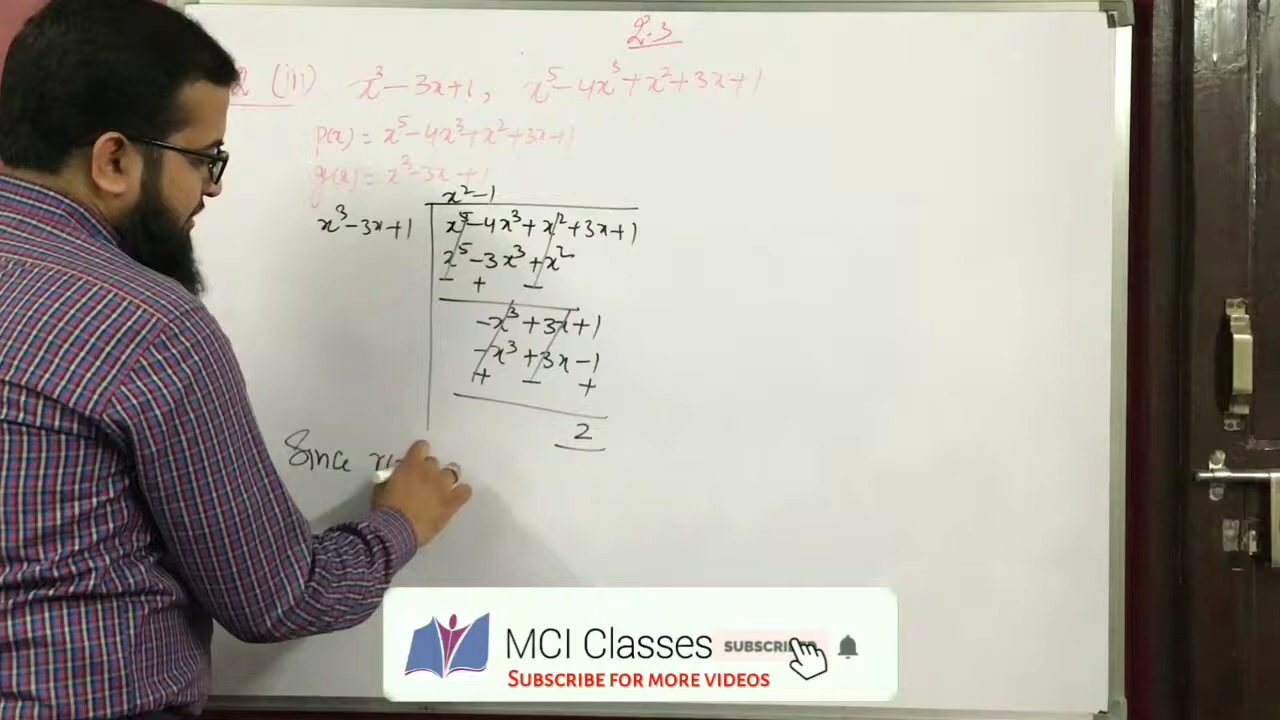 2.3
2 (iii) x³ - 3x + 1, x⁵ - 4x³ + x² + 3x + 1
p(x) = x⁵ - 4x³ + x² + 3x + 1
g(x) = x³ - 3x + 1
x² - 1
x³ - 3x + 1 x⁵ - 4x³ + x² + 3x + 1
x⁵ - 3x³ + x²
- + -
- x³ + 3x + 1
- x³ + 3x - 1
+ - +
2
Since
MCI Classes
SUBSCRIBE FOR MORE VIDEOS